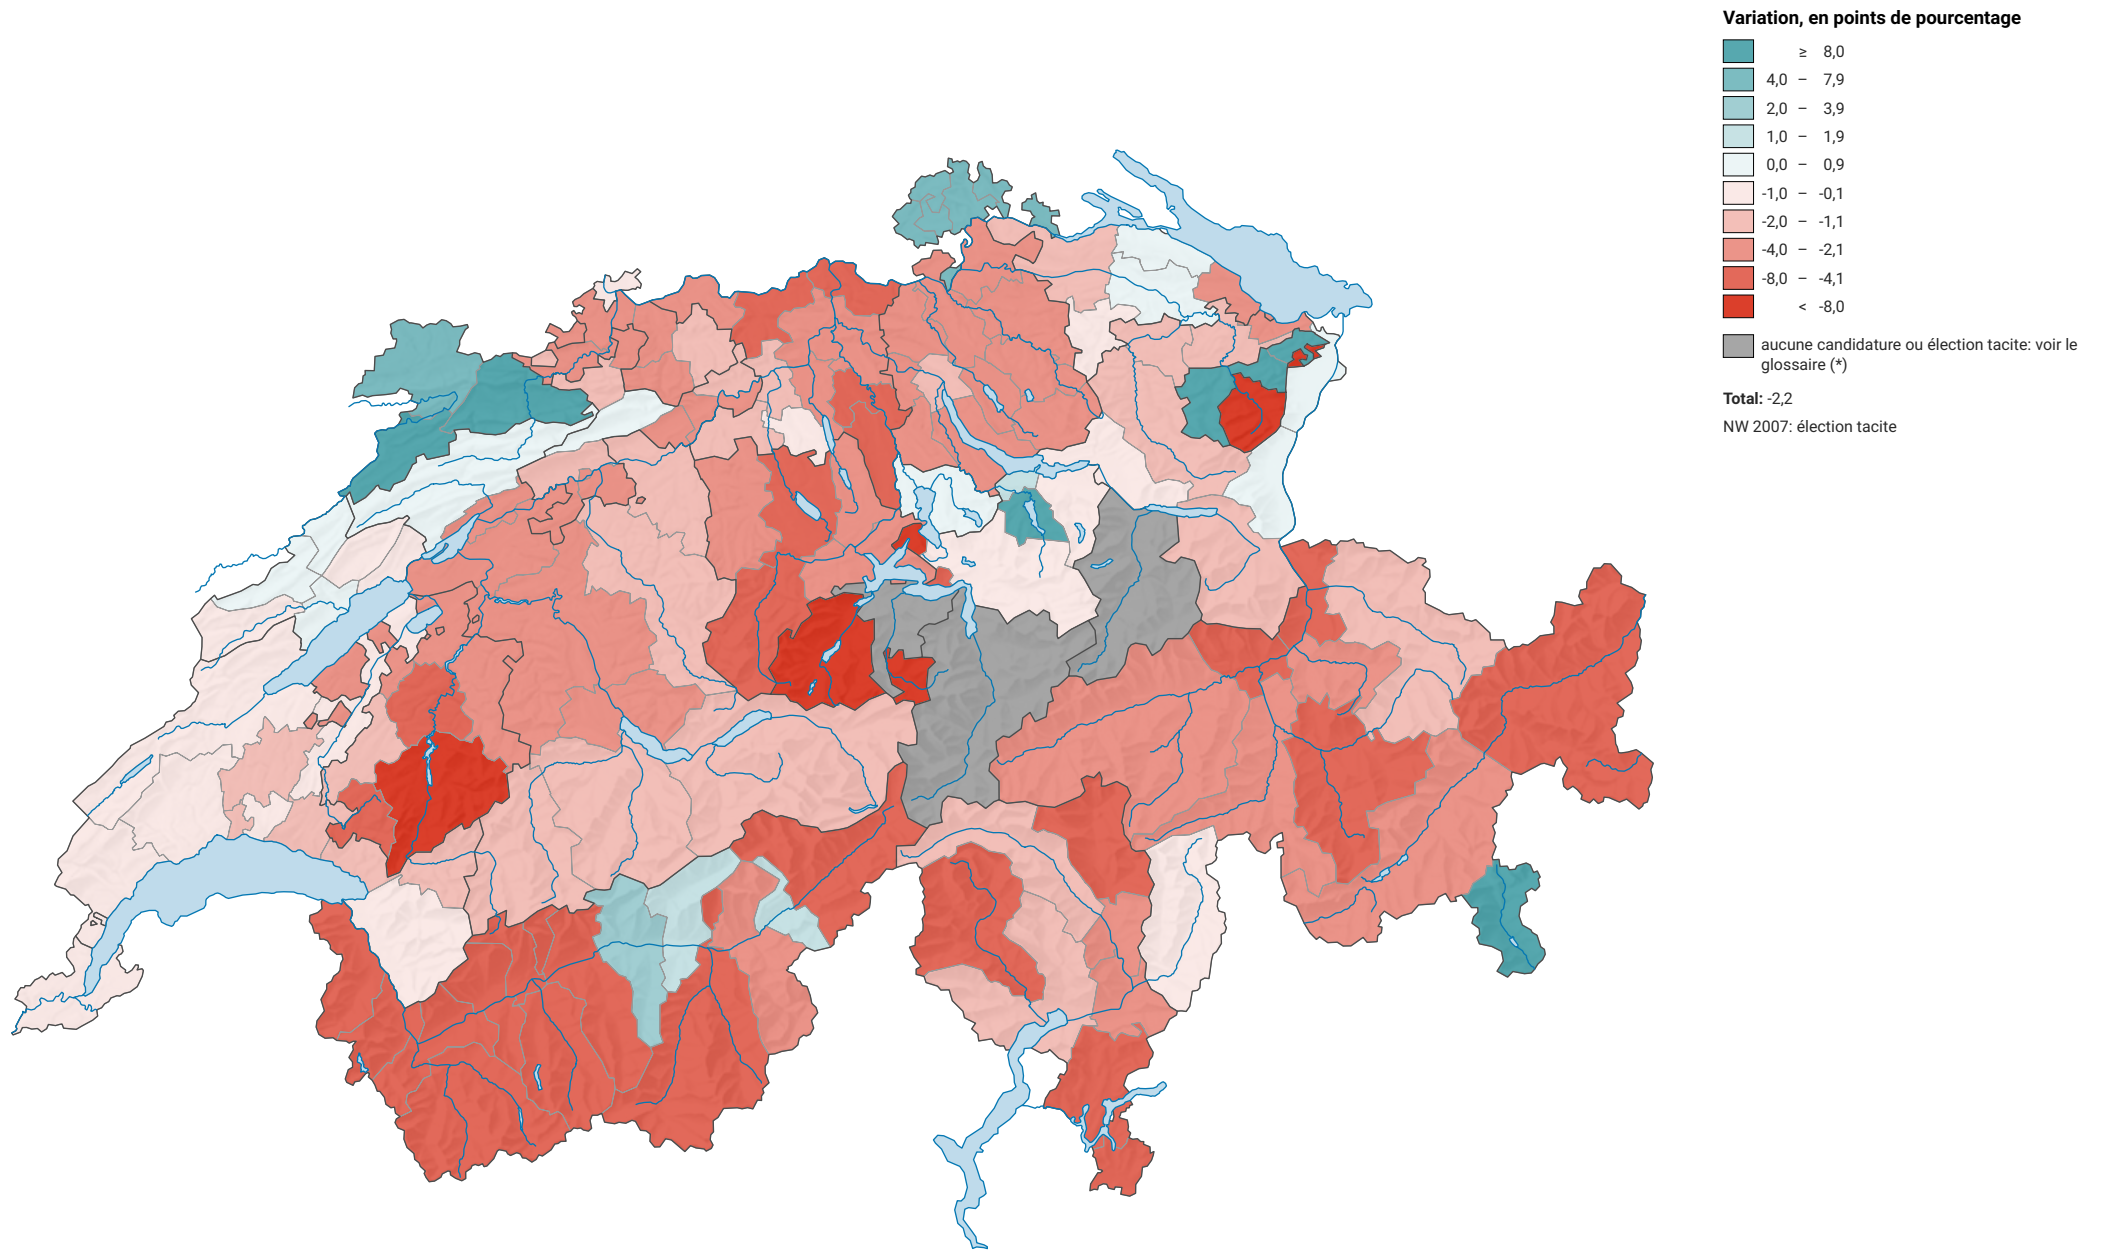 Variation, en points de pourcentage
≥ 8,0
4,0 – 7,9
2,0 – 3,9
1,0 – 1,9
0,0 – 0,9
-1,0 – -0,1
-2,0 – -1,1
-4,0 – -2,1
-8,0 – -4,1
< -8,0
aucune candidature ou élection tacite: voir le
glossaire (*)
Total: -2,2
NW 2007: élection tacite